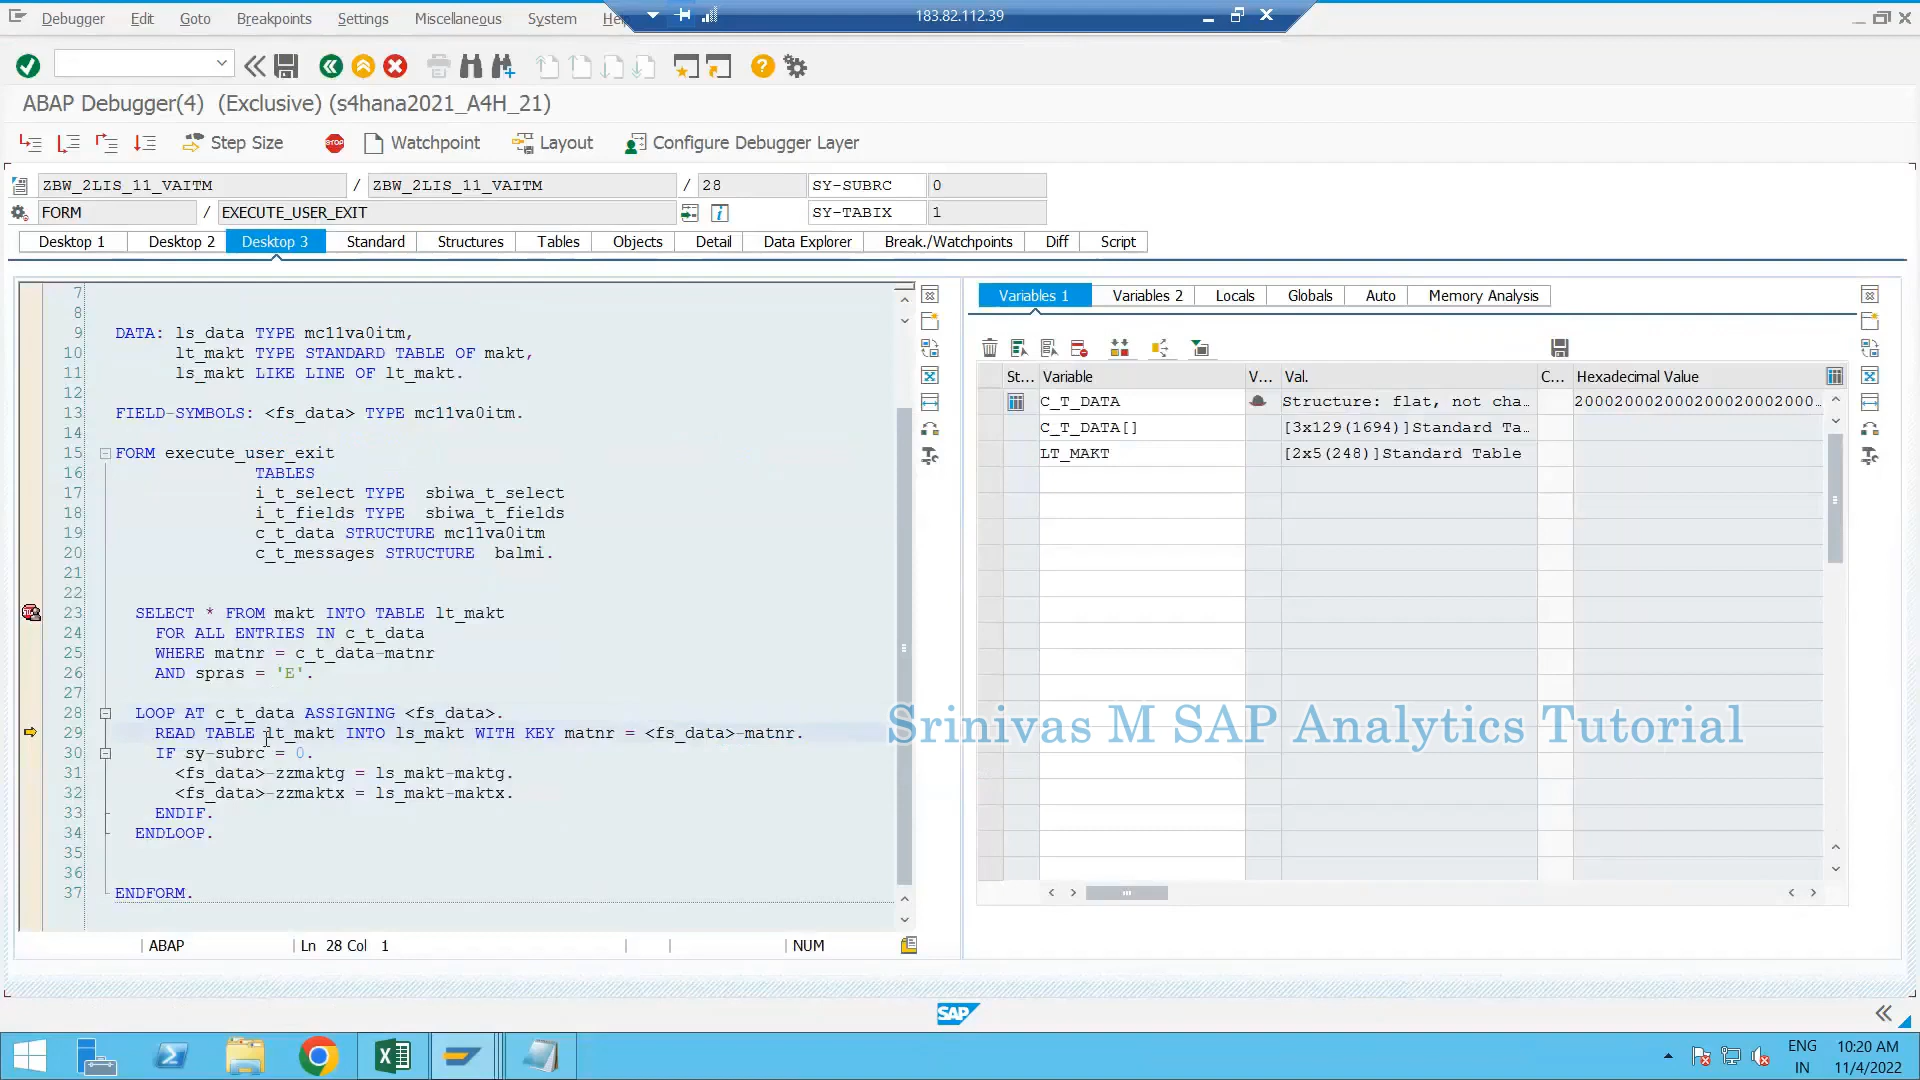 Debugger Edit Goto Breakpoints Settings Miscellaneous System He
183.82.112.39
ABAP Debugger(4) (Exclusive) (s4hana2021_A4H_21)
Step Size STOP Watchpoint Layout Configure Debugger Layer
ZBW_2LIS_11_VAITM / ZBW_2LIS_11_VAITM / 28 SY-SUBRC 0
FORM / EXECUTE_USER_EXIT SY-TABIX 1
Desktop 1 Desktop 2 Desktop 3 Standard Structures Tables Objects Detail Data Explorer Break./Watchpoints Diff Script
Variables 1 Variables 2 Locals Globals Auto Memory Analysis
St... Variable V... Val. C... Hexadecimal Value
C_T_DATA Structure: flat, not cha... 2000200020002000200020002000...
C_T_DATA[] [3x129(1694)]Standard Ta...
LT_MAKT [2x5(248)]Standard Table
7
8
9 DATA: ls_data TYPE mc11va0itm,
10 lt_makt TYPE STANDARD TABLE OF makt,
11 ls_makt LIKE LINE OF lt_makt.
12
13 FIELD-SYMBOLS: <fs_data> TYPE mc11va0itm.
14
15 FORM execute_user_exit
16 TABLES
17 i_t_select TYPE sbiwa_t_select
18 i_t_fields TYPE sbiwa_t_fields
19 c_t_data STRUCTURE mc11va0itm
20 c_t_messages STRUCTURE balmi.
21
22
23 SELECT * FROM makt INTO TABLE lt_makt
24 FOR ALL ENTRIES IN c_t_data
25 WHERE matnr = c_t_data-matnr
26 AND spras = 'E'.
27
28 LOOP AT c_t_data ASSIGNING <fs_data>.
29 READ TABLE lt_makt INTO ls_makt WITH KEY matnr = <fs_data>-matnr.
30 IF sy-subrc = 0.
31 <fs_data>-zzmaktg = ls_makt-maktg.
32 <fs_data>-zzmaktx = ls_makt-maktx.
33 ENDIF.
34 ENDLOOP.
35
36
37 ENDFORM.
Srinivas M SAP Analytics Tutorial
ABAP Ln 28 Col 1 NUM
SAP
ENG 10:20 AM
IN 11/4/2022